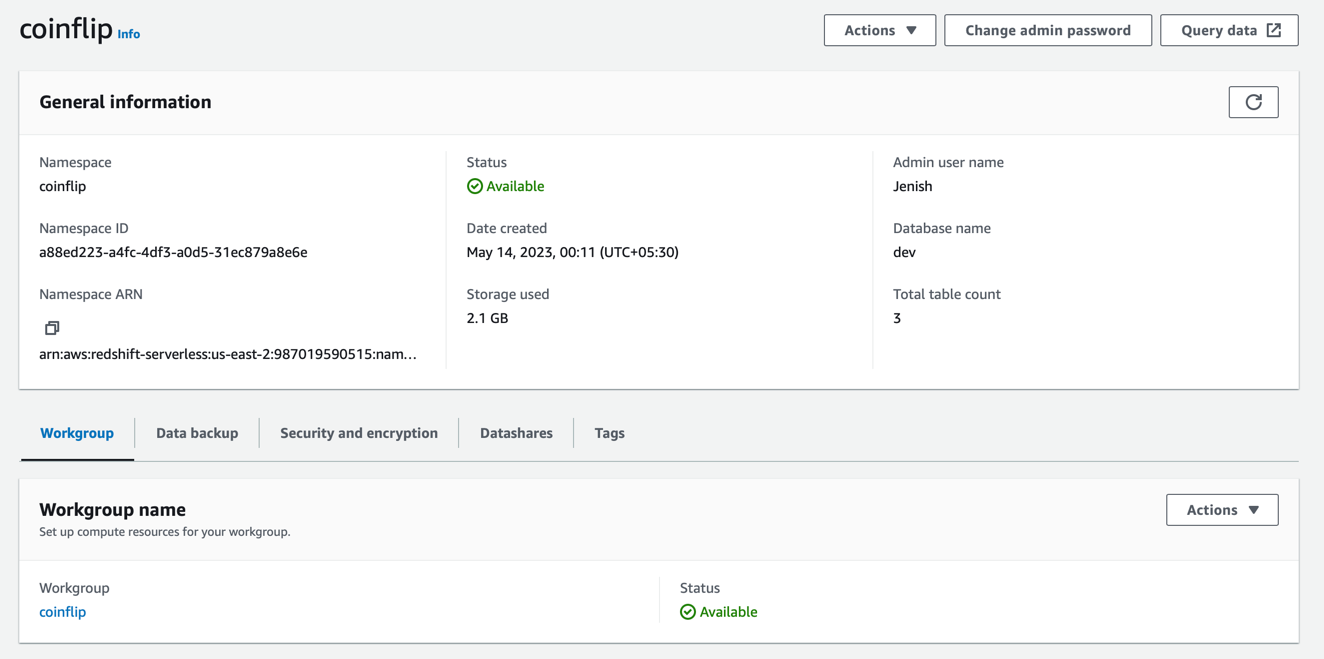 coinflip Info
Actions
Change admin password
Query data
General information
Namespace
coinflip
Namespace ID
a88ed223-a4fc-4df3-a0d5-31ec879a8e6e
Namespace ARN
arn:aws:redshift-serverless:us-east-2:987019590515:nam...
Status
Available
Date created
May 14, 2023, 00:11 (UTC+05:30)
Storage used
2.1 GB
Admin user name
Jenish
Database name
dev
Total table count
3
Workgroup
Data backup
Security and encryption
Datashares
Tags
Workgroup name
Set up compute resources for your workgroup.
Actions
Workgroup
coinflip
Status
Available